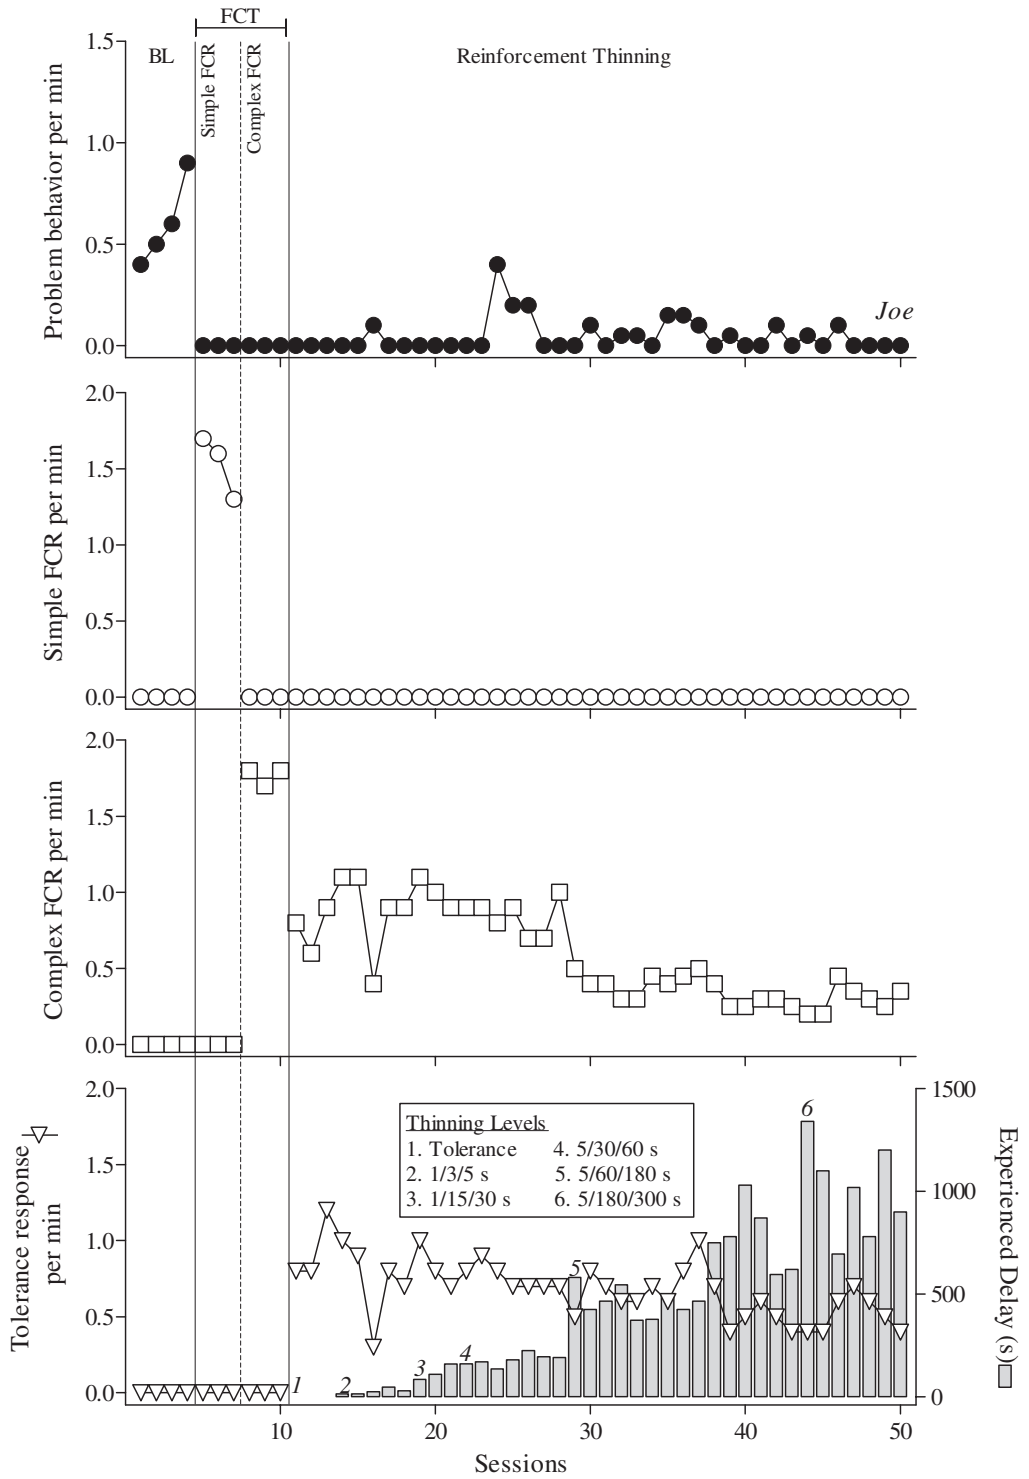 FCT
BL
Simple FCR
Complex FCR
Reinforcement Thinning
Problem behavior per min
1.5
1.0
0.5
0.0
Joe
Simple FCR per min
2.0
1.5
1.0
0.5
0.0
Complex FCR per min
2.0
1.5
1.0
0.5
0.0
Tolerance response
per min
2.0
1.5
1.0
0.5
0.0
Thinning Levels
1. Tolerance 4. 5/30/60 s
2. 1/3/5 s 5. 5/60/180 s
3. 1/15/30 s 6. 5/180/300 s
1
2
3
4
5
6
1500
1000
500
0
Experienced Delay (s)
10 20 30 40 50
Sessions